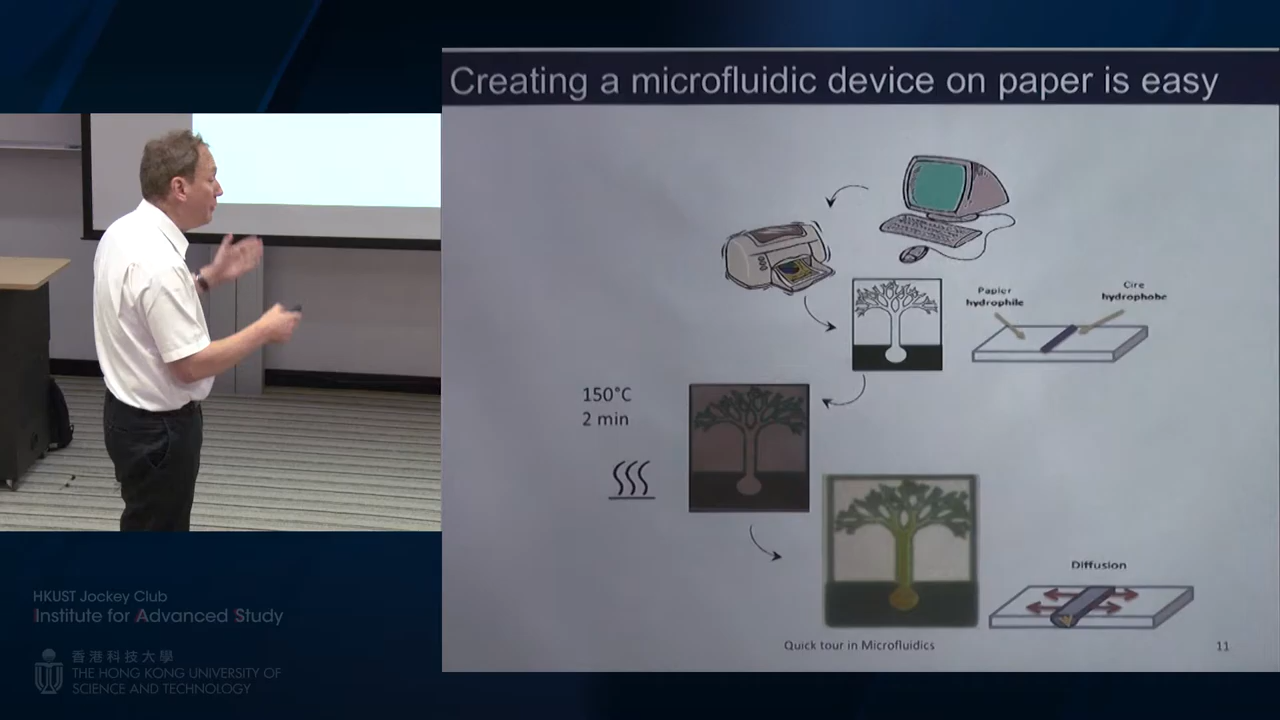 Creating a microfluidic device on paper is easy
Papier
hydrophile
Cire
hydrophobe
150°C
2 min
Diffusion
Quick tour in Microfluidics
11
HKUST Jockey Club
Institute for Advanced Study
香港科技大學
THE HONG KONG UNIVERSITY OF
SCIENCE AND TECHNOLOGY